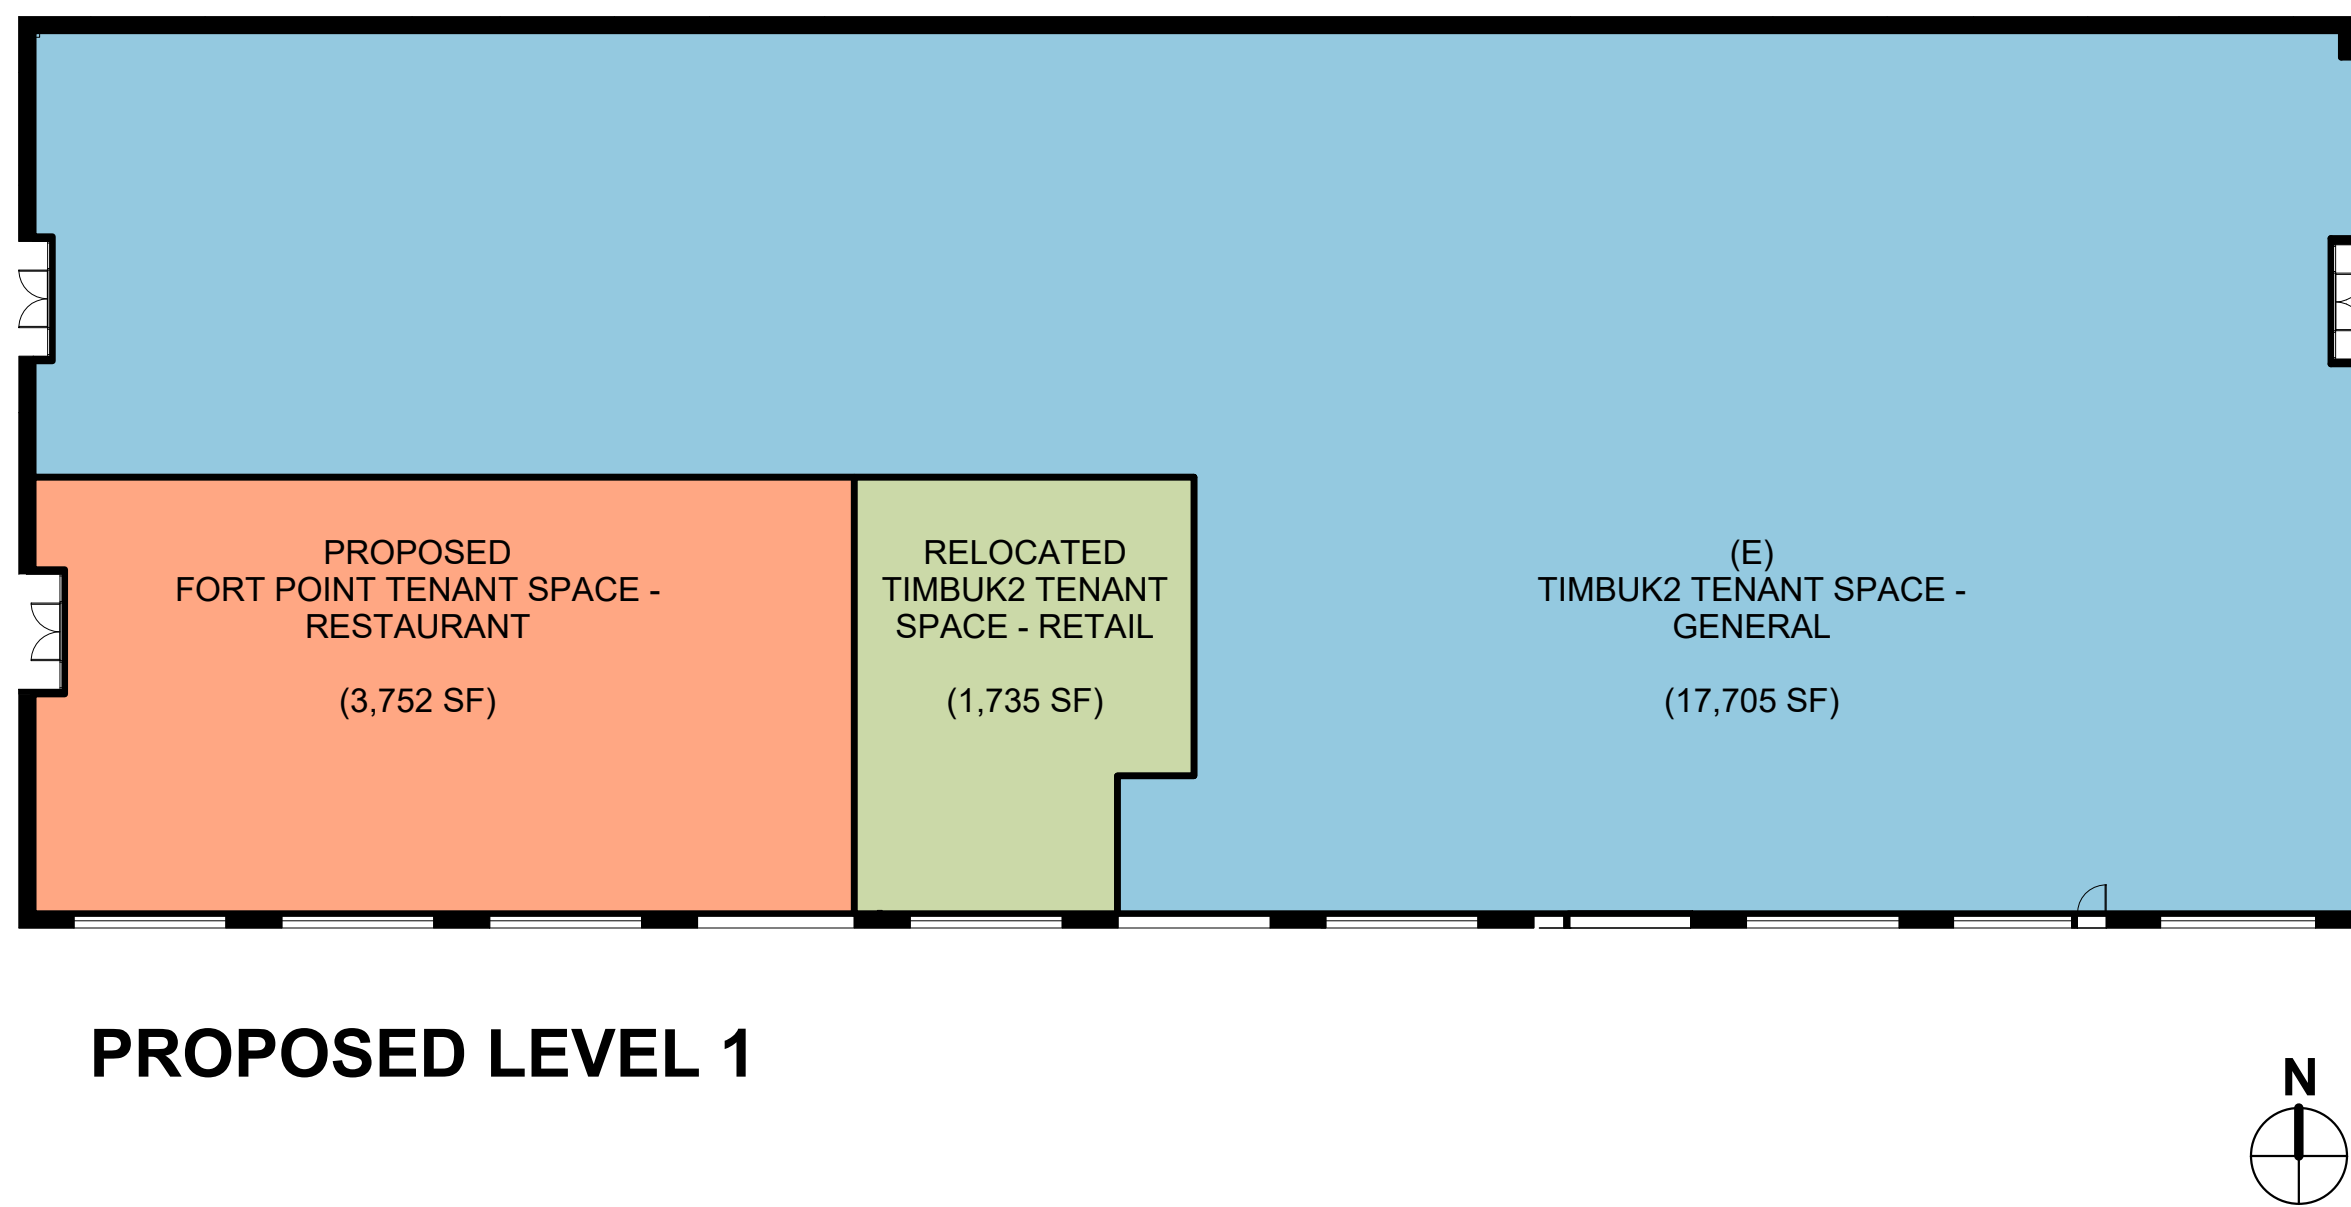 PROPOSED
FORT POINT TENANT SPACE -
RESTAURANT
(3,752 SF)
RELOCATED
TIMBUK2 TENANT
SPACE - RETAIL
(1,735 SF)
(E)
TIMBUK2 TENANT SPACE -
GENERAL
(17,705 SF)
PROPOSED LEVEL 1
N